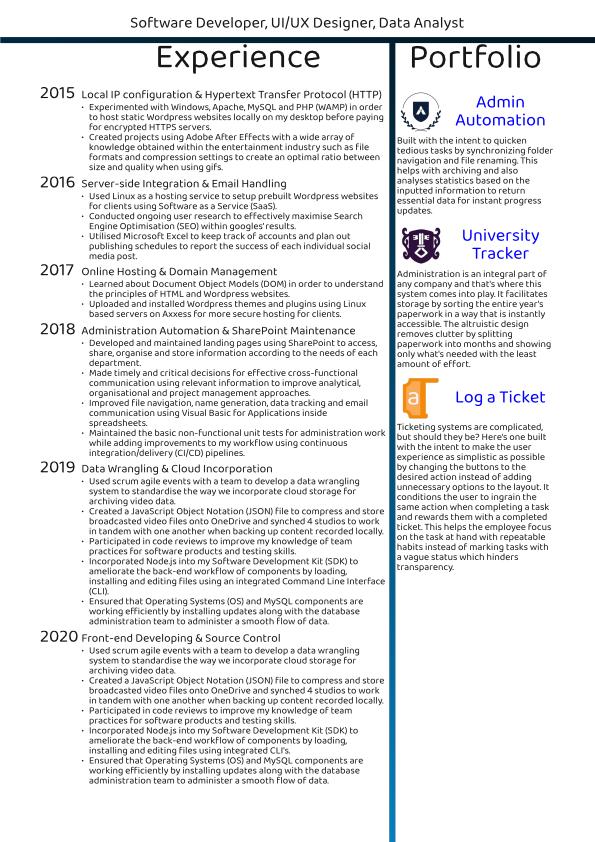 Software Developer, UI/UX Designer, Data Analyst
Experience
2015 Local IP configuration & Hypertext Transfer Protocol (HTTP)
• Experimented with Windows, Apache, MySQL and PHP (WAMP) in order
to host static Wordpress websites locally on my desktop before paying
for encrypted HTTPS servers.
• Created projects using Adobe After Effects with a wide array of
knowledge obtained within the entertainment industry such as file
formats and compression settings to create an optimal ratio between
size and quality when using gifs.
2016 Server-side Integration & Email Handling
• Used Linux as a hosting service to setup prebuilt Wordpress websites
for clients using Software as a Service (SaaS).
• Conducted ongoing user research to effectively maximise Search
Engine Optimisation (SEO) within googles' results.
• Utilised Microsoft Excel to keep track of accounts and plan out
publishing schedules to report the success of each individual social
media post.
2017 Online Hosting & Domain Management
• Learned about Document Object Models (DOM) in order to understand
the principles of HTML and Wordpress websites.
• Uploaded and installed Wordpress themes and plugins using Linux
based servers on Axxess for more secure hosting for clients.
2018 Administration Automation & SharePoint Maintenance
• Developed and maintained landing pages using SharePoint to access,
share, organise and store information according to the needs of each
department.
• Made timely and critical decisions for effective cross-functional
communication using relevant information to improve analytical,
organisational and project management approaches.
• Improved file navigation, name generation, data tracking and email
communication using Visual Basic for Applications inside
spreadsheets.
• Maintained the basic non-functional unit tests for administration work
while adding improvements to my workflow using continuous
integration/delivery (CI/CD) pipelines.
2019 Data Wrangling & Cloud Incorporation
• Used scrum agile events with a team to develop a data wrangling
system to standardise the way we incorporate cloud storage for
archiving video data.
• Created a JavaScript Object Notation (JSON) file to compress and store
broadcasted video files onto OneDrive and synched 4 studios to work
in tandem with one another when backing up content recorded locally.
• Participated in code reviews to improve my knowledge of team
practices for software products and testing skills.
• Incorporated Node.js into my Software Development Kit (SDK) to
ameliorate the back-end workflow of components by loading,
installing and editing files using an integrated Command Line Interface
(CLI).
• Ensured that Operating Systems (OS) and MySQL components are
working efficiently by installing updates along with the database
administration team to administer a smooth flow of data.
2020 Front-end Developing & Source Control
• Used scrum agile events with a team to develop a data wrangling
system to standardise the way we incorporate cloud storage for
archiving video data.
• Created a JavaScript Object Notation (JSON) file to compress and store
broadcasted video files onto OneDrive and synched 4 studios to work
in tandem with one another when backing up content recorded locally.
• Participated in code reviews to improve my knowledge of team
practices for software products and testing skills.
• Incorporated Node.js into my Software Development Kit (SDK) to
ameliorate the back-end workflow of components by loading,
installing and editing files using integrated CLI's.
• Ensured that Operating Systems (OS) and MySQL components are
working efficiently by installing updates along with the database
administration team to administer a smooth flow of data.
Portfolio
Admin
Automation
Built with the intent to quicken
tedious tasks by synchronizing folder
navigation and file renaming. This
helps with archiving and also
analyses statistics based on the
inputted information to return
essential data for instant progress
updates.
University
Tracker
Administration is an integral part of
any company and that's where this
system comes into play. It facilitates
storage by sorting the entire year's
paperwork in a way that is instantly
accessible. The altruistic design
removes clutter by splitting
paperwork into months and showing
only what's needed with the least
amount of effort.
a
Log a Ticket
Ticketing systems are complicated,
but should they be? Here's one built
with the intent to make the user
experience as simplistic as possible
by changing the buttons to the
desired action instead of adding
unnecessary options to the layout. It
conditions the user to ingrain the
same action when completing a task
and rewards them with a completed
ticket. This helps the employee focus
on the task at hand with repeatable
habits instead of marking tasks with
a vague status which hinders
transparency.